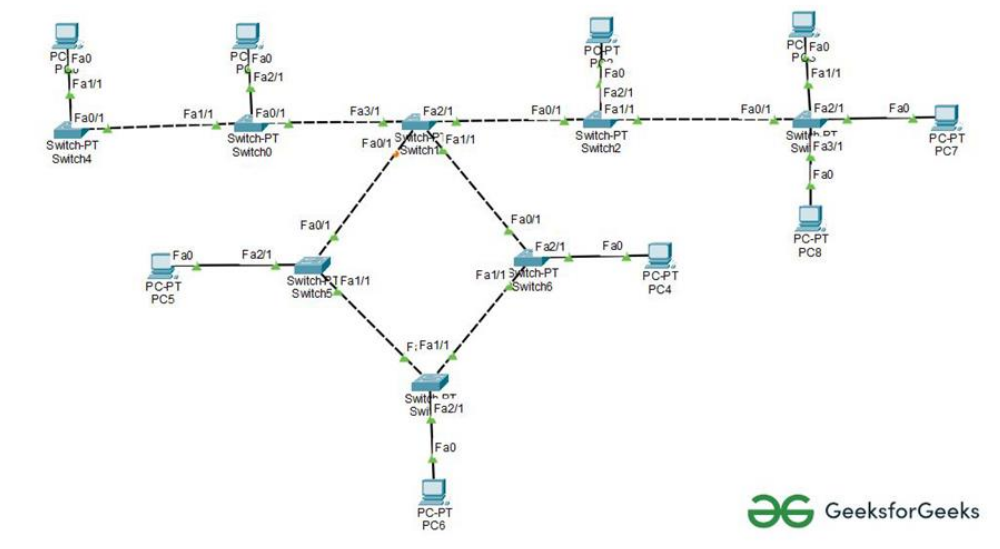 PC-PT
Fa0
Fa1/1
Fa0/1
Switch-PT
Switch4
Fa0
Fa2/1
Fa1/1
Fa0/1
Switch-PT
Switch0
Fa3/1
Fa2/1
Fa0/1
Fa1/1
Fa0/1
PC-PT
Fa0
Fa2/1
Fa1/1
Switch-PT
Switch2
Fa0/1
Fa0
Fa1/1
Fa2/1
Fa3/1
Fa0
PC-PT
PC8
Fa0
PC-PT
PC7
Fa0/1
Fa0
Fa2/1
PC-PT
PC5
Fa1/1
Switch5
Fa0/1
Fa2/1
Fa0
Fa1/1
Switch-PT
Switch6
PC-PT
PC4
Fa1/1
Fa2/1
Fa0
PC-PT
PC6
GeeksforGeeks